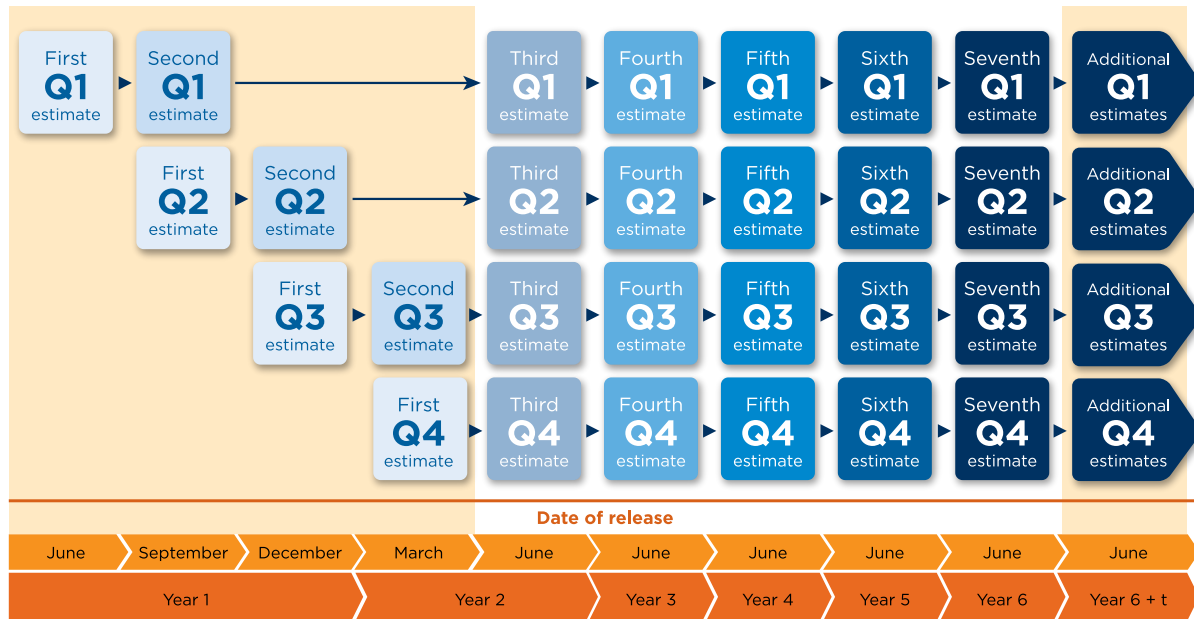 First
Q1
estimate
Second
Q1
estimate
Third
Q1
estimate
Fourth
Q1
estimate
Fifth
Q1
estimate
Sixth
Q1
estimate
Seventh
Q1
estimate
Additional
Q1
estimates
First
Q2
estimate
Second
Q2
estimate
Third
Q2
estimate
Fourth
Q2
estimate
Fifth
Q2
estimate
Sixth
Q2
estimate
Seventh
Q2
estimate
Additional
Q2
estimates
First
Q3
estimate
Second
Q3
estimate
Third
Q3
estimate
Fourth
Q3
estimate
Fifth
Q3
estimate
Sixth
Q3
estimate
Seventh
Q3
estimate
Additional
Q3
estimates
First
Q4
estimate
Third
Q4
estimate
Fourth
Q4
estimate
Fifth
Q4
estimate
Sixth
Q4
estimate
Seventh
Q4
estimate
Additional
Q4
estimates
Date of release
June September December March June June June June June June
Year 1 Year 2 Year 3 Year 4 Year 5 Year 6 Year 6 + t